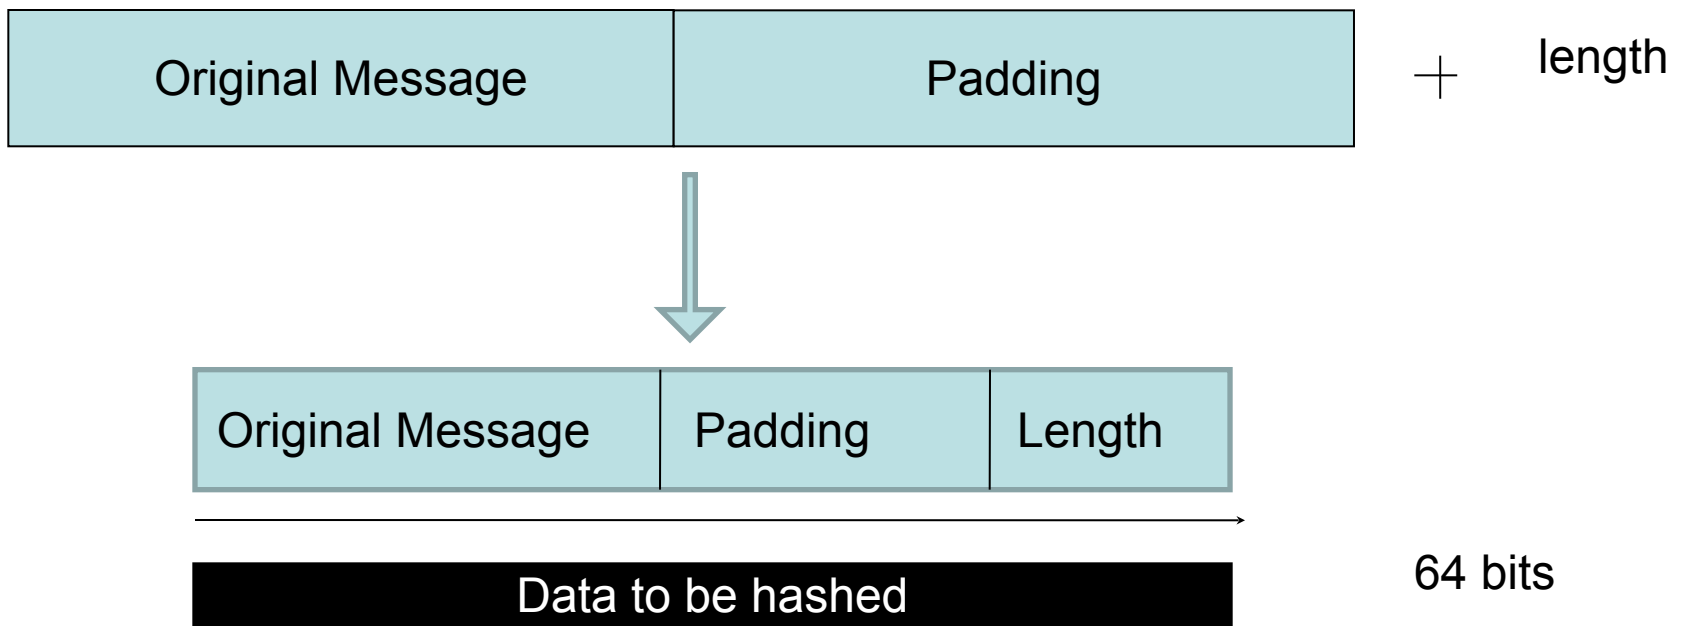 Original Message Padding + length
Original Message Padding Length
Data to be hashed 64 bits